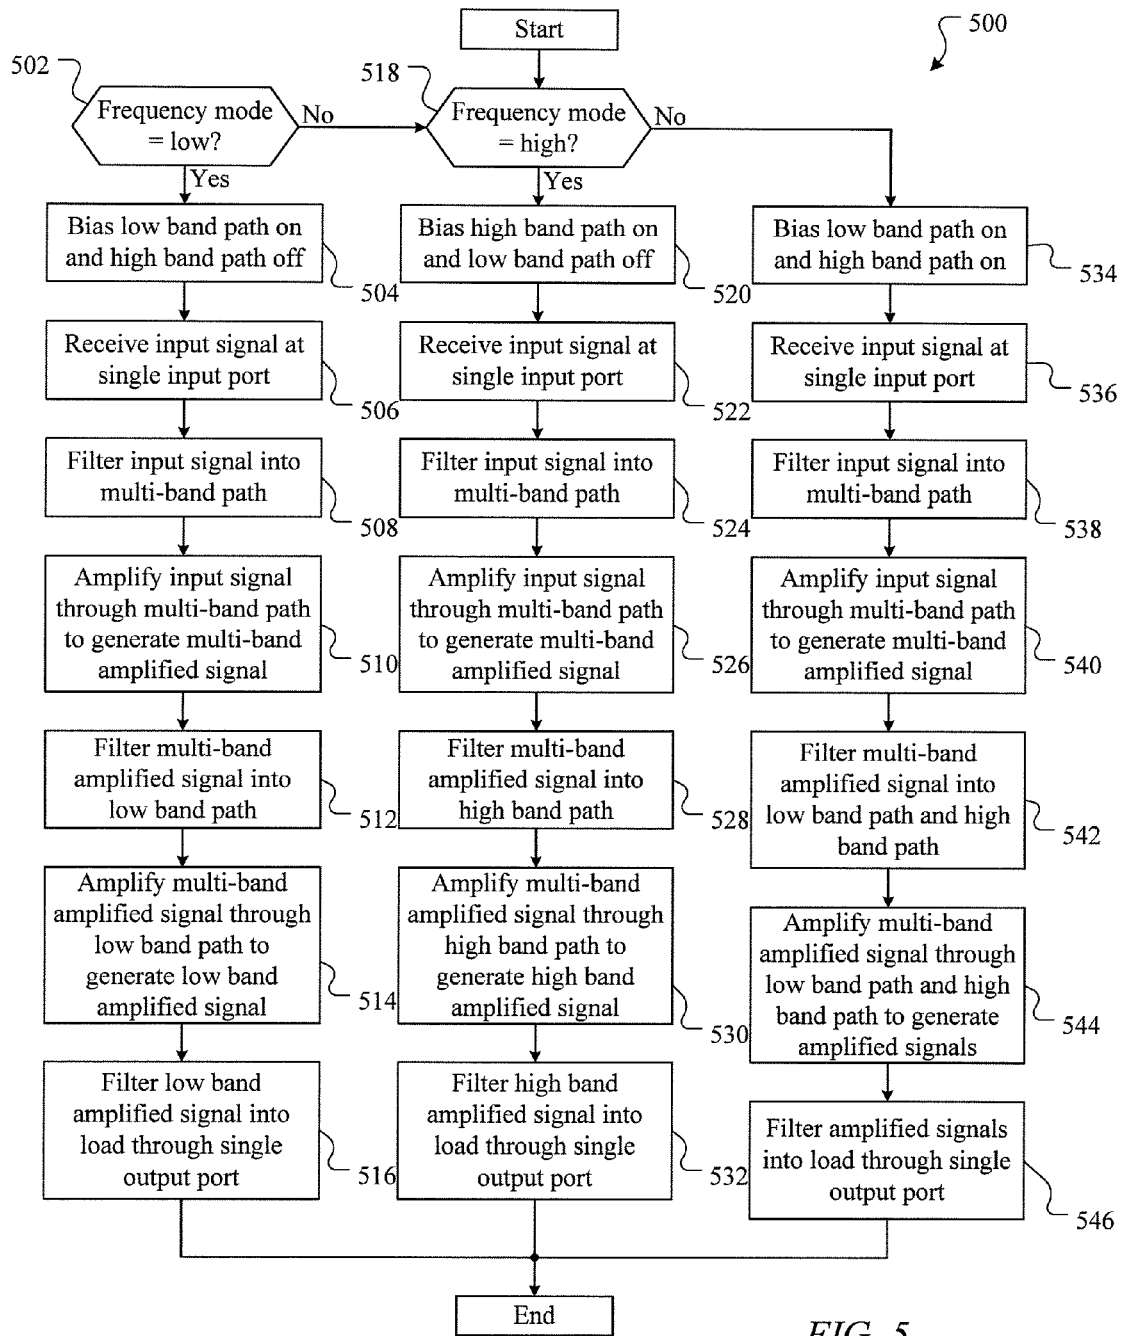 Start
500
502
Frequency mode
= low?
No
Yes
518
Frequency mode
= high?
No
Yes
Bias low band path on
and high band path off
504
Bias high band path on
and low band path off
520
Bias low band path on
and high band path on
534
Receive input signal at
single input port
506
Receive input signal at
single input port
522
Receive input signal at
single input port
536
Filter input signal into
multi-band path
508
Filter input signal into
multi-band path
524
Filter input signal into
multi-band path
538
Amplify input signal
through multi-band path
to generate multi-band
amplified signal
510
Amplify input signal
through multi-band path
to generate multi-band
amplified signal
526
Amplify input signal
through multi-band path
to generate multi-band
amplified signal
540
Filter multi-band
amplified signal into
low band path
512
Filter multi-band
amplified signal into
high band path
528
Filter multi-band
amplified signal into
low band path and high
band path
542
Amplify multi-band
amplified signal through
low band path to
generate low band
amplified signal
514
Amplify multi-band
amplified signal through
high band path to
generate high band
amplified signal
530
Amplify multi-band
amplified signal through
low band path and high
band path to generate
amplified signals
544
Filter low band
amplified signal into
load through single
output port
516
Filter high band
amplified signal into
load through single
output port
532
Filter amplified signals
into load through single
output port
546
End
FIG. 5